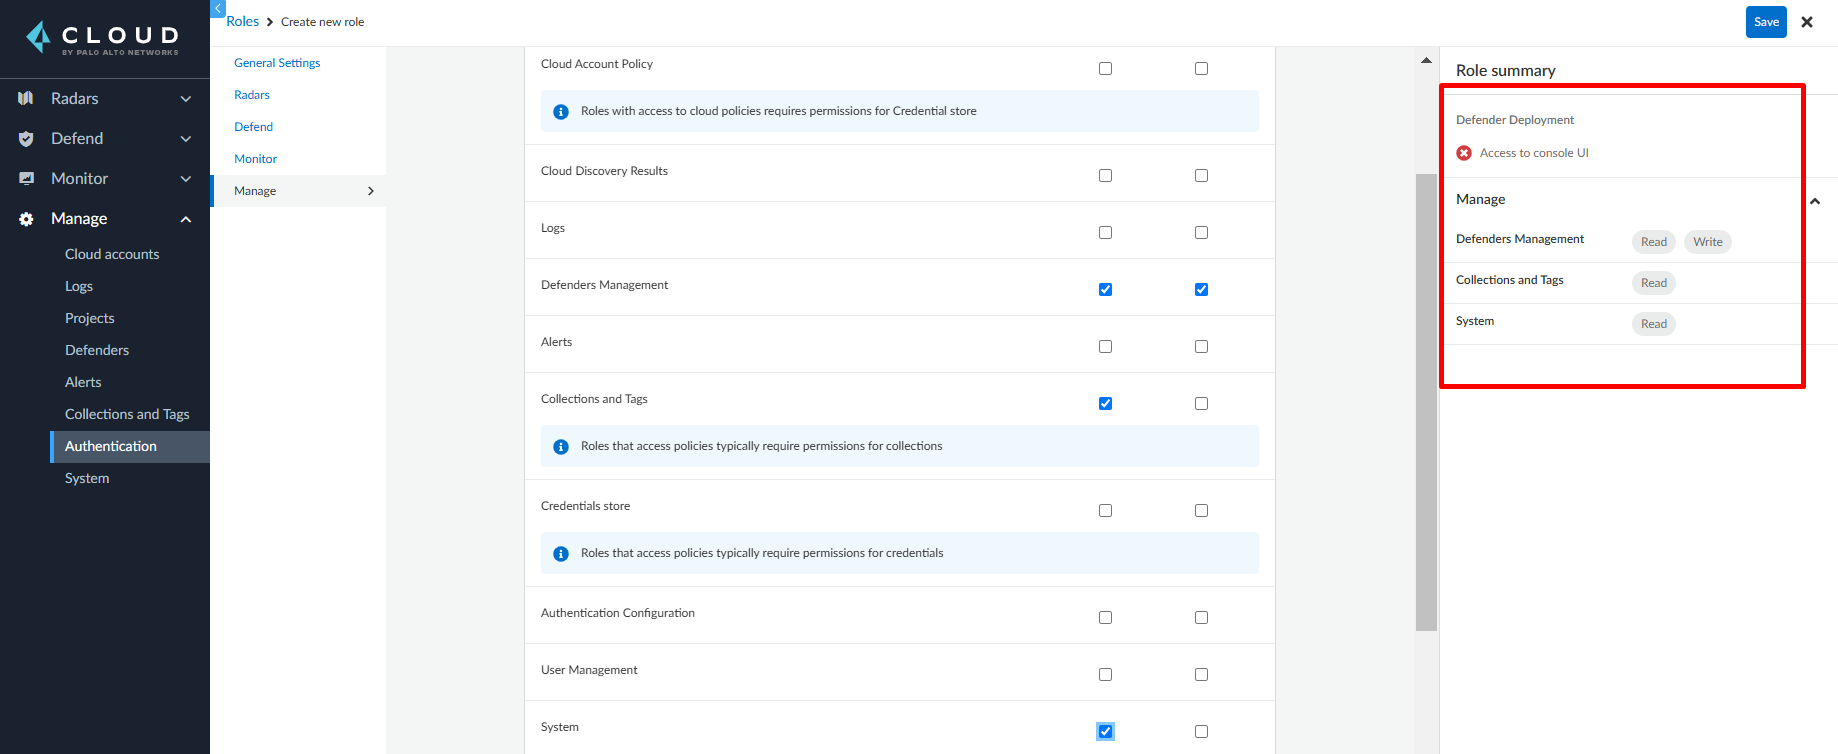 CLOUD
BY PALO ALTO NETWORKS
Radars
Defend
Monitor
Manage
Cloud accounts
Logs
Projects
Defenders
Alerts
Collections and Tags
Authentication
System
Roles > Create new role
Save
General Settings
Radars
Defend
Monitor
Manage
Cloud Account Policy
Roles with access to cloud policies requires permissions for Credential store
Cloud Discovery Results
Logs
Defenders Management
Alerts
Collections and Tags
Roles that access policies typically require permissions for collections
Credentials store
Roles that access policies typically require permissions for credentials
Authentication Configuration
User Management
System
Role summary
Defender Deployment
Access to console UI
Manage
Defenders Management Read Write
Collections and Tags Read
System Read